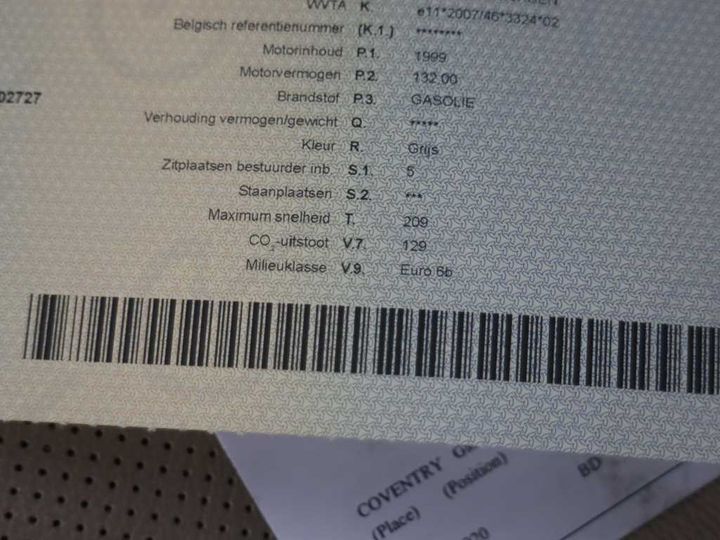 WVTA K. e11*2007/46*3324*02
Belgisch referentienummer (K.1.) ********
Motorinhoud P.1. 1999
Motorvermogen P.2. 132.00
02727
Brandstof P.3. GASOLIE
Verhouding vermogen/gewicht Q. *****
Kleur R. Grijs
Zitplaatsen bestuurder inb. S.1. 5
Staanplaatsen S.2. ***
Maximum snelheid T. 209
CO₂-uitstoot V.7. 129
Milieuklasse V.9. Euro 6b
COVENTRY
(Place) (Position)
BD